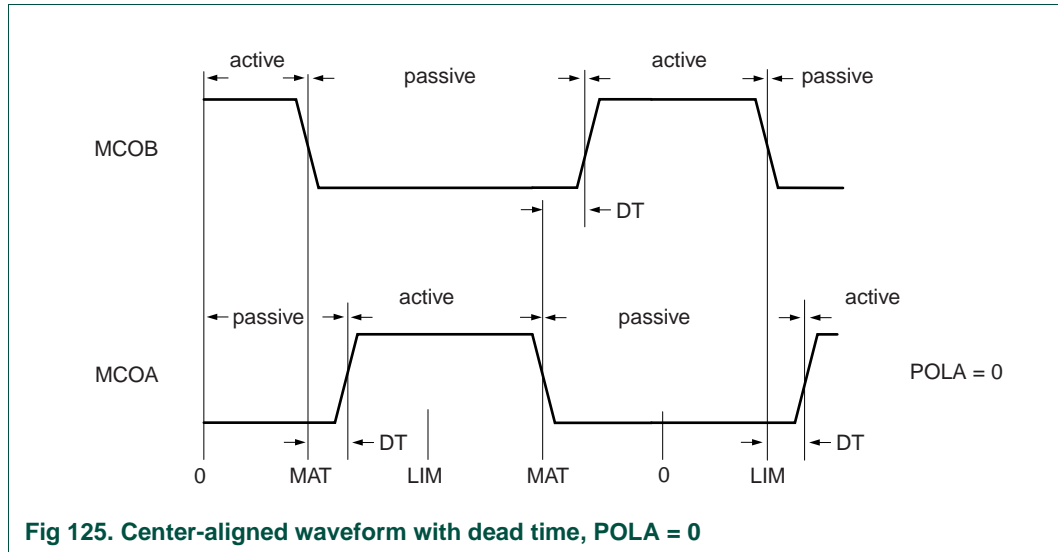 active
passive
active
passive
MCOB
DT
active
active
passive
passive
MCOA
POLA = 0
DT
DT
0
MAT
LIM
MAT
0
LIM
Fig 125. Center-aligned waveform with dead time, POLA = 0